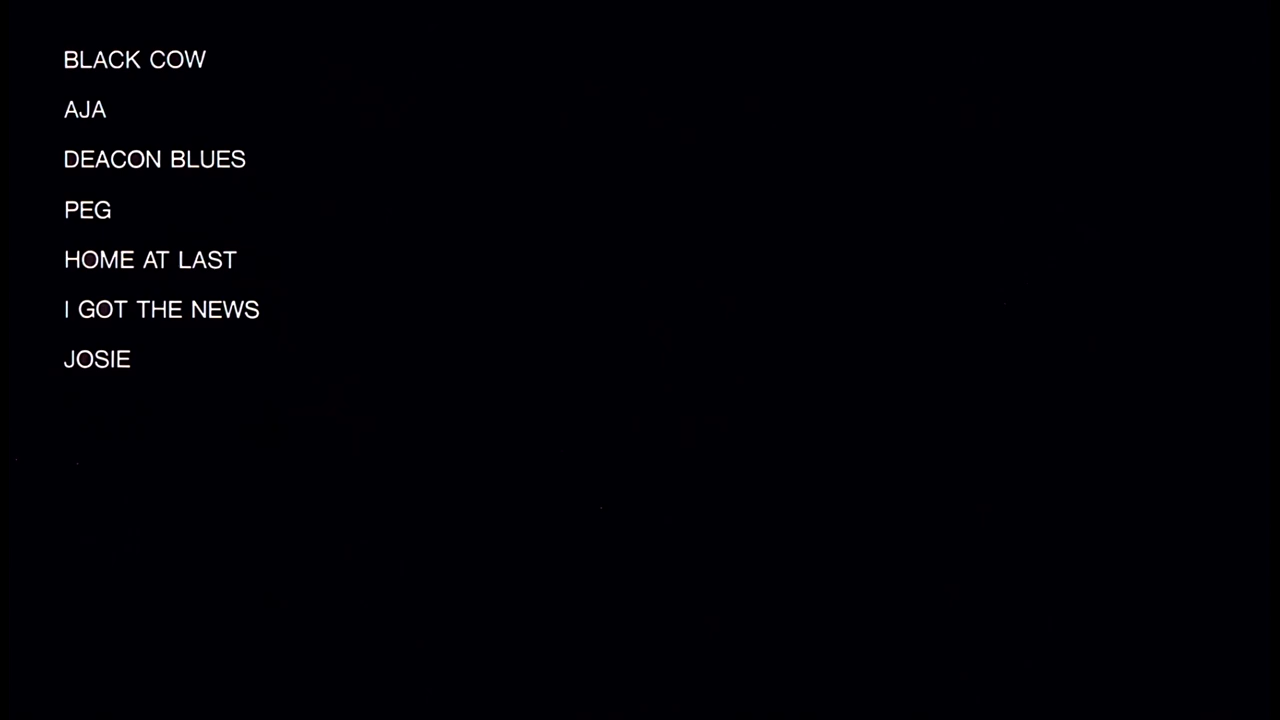 BLACK COW
AJA
DEACON BLUES
PEG
HOME AT LAST
I GOT THE NEWS
JOSIE